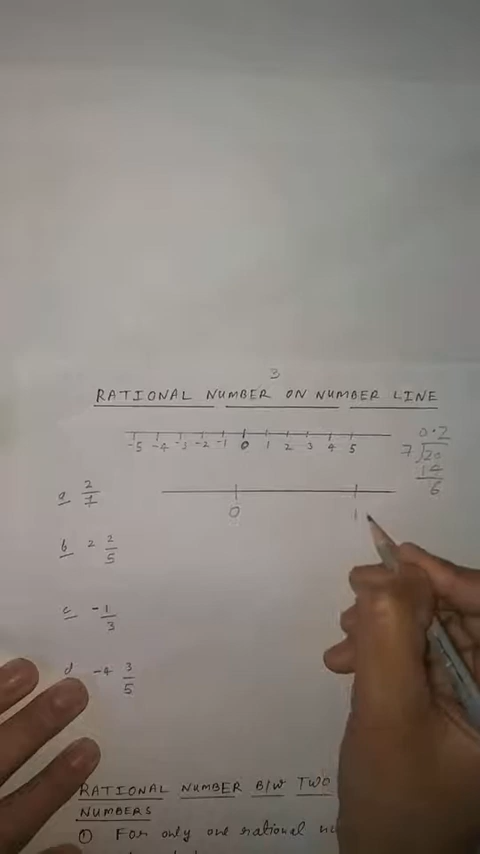 3
RATIONAL NUMBER ON NUMBER LINE
-5 -4 -3 -2 -1 0 1 2 3 4 5
0.2
7)20
14
6
a 2/7
0 1
b 2 2/5
c -1/3
d -4 3/5
RATIONAL NUMBER B/W TWO
NUMBERS
① For only one rational